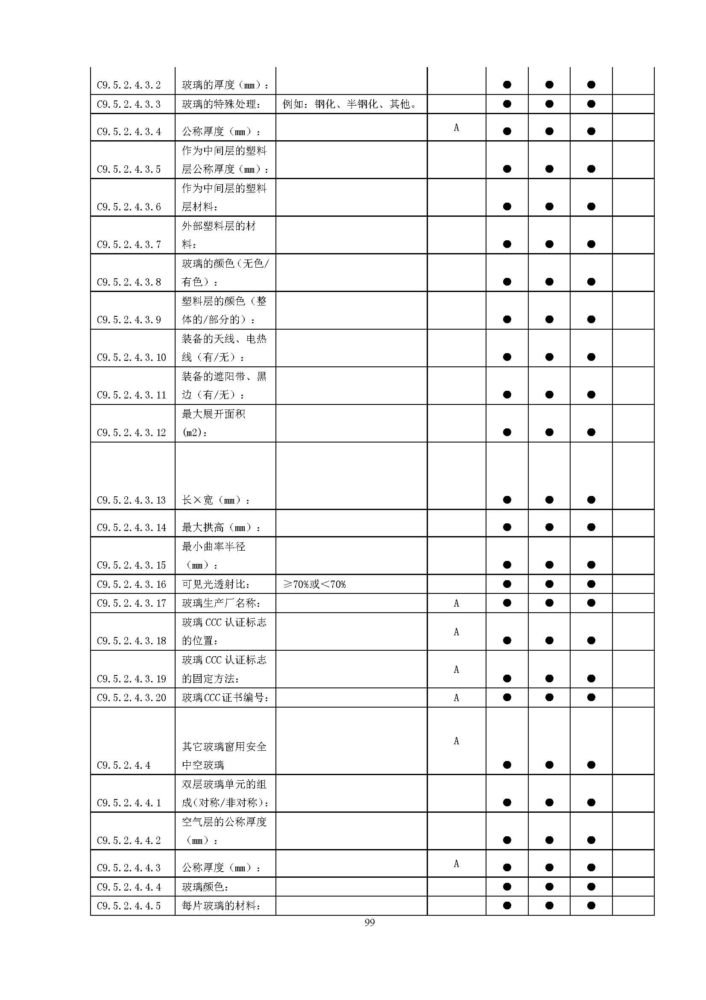 C9.5.2.4.3.2 玻璃的厚度（mm）： ● ● ●
C9.5.2.4.3.3 玻璃的特殊处理： 例如：钢化、半钢化、其他。 ● ● ●
C9.5.2.4.3.4 公称厚度（mm）： A ● ● ●
作为中间层的塑料
C9.5.2.4.3.5 层公称厚度（mm）： ● ● ●
作为中间层的塑料
C9.5.2.4.3.6 层材料： ● ● ●
外部塑料层的材
C9.5.2.4.3.7 料： ● ● ●
玻璃的颜色（无色/
C9.5.2.4.3.8 有色）： ● ● ●
塑料层的颜色（整
C9.5.2.4.3.9 体的/部分的）： ● ● ●
装备的天线、电热
C9.5.2.4.3.10 线（有/无）： ● ● ●
装备的遮阳带、黑
C9.5.2.4.3.11 边（有/无）： ● ● ●
最大展开面积
C9.5.2.4.3.12 (m2)： ● ● ●
C9.5.2.4.3.13 长×宽（mm）： ● ● ●
C9.5.2.4.3.14 最大拱高（mm）： ● ● ●
最小曲率半径
C9.5.2.4.3.15 （mm）： ● ● ●
C9.5.2.4.3.16 可见光透射比： ≥70%或＜70% ● ● ●
C9.5.2.4.3.17 玻璃生产厂名称： A ● ● ●
玻璃 CCC 认证标志
C9.5.2.4.3.18 的位置： A ● ● ●
玻璃 CCC 认证标志
C9.5.2.4.3.19 的固定方法： A ● ● ●
C9.5.2.4.3.20 玻璃CCC证书编号： A ● ● ●
其它玻璃窗用安全
C9.5.2.4.4 中空玻璃 A ● ● ●
双层玻璃单元的组
C9.5.2.4.4.1 成（对称/非对称）： ● ● ●
空气层的公称厚度
C9.5.2.4.4.2 （mm）： ● ● ●
C9.5.2.4.4.3 公称厚度（mm）： A ● ● ●
C9.5.2.4.4.4 玻璃颜色： ● ● ●
C9.5.2.4.4.5 每片玻璃的材料： ● ● ●
99